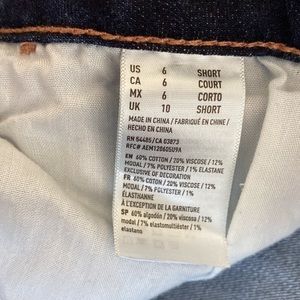 US 6 SHORT
CA 6 COURT
MX 6 CORTO
UK 10 SHORT
MADE IN CHINA / FABRIQUÉ EN CHINE /
HECHO EN CHINA
RN 54485/CA 03873
RFC# AEM12060SU9A
EN 60% COTTON / 20% VISCOSE / 12%
MODAL / 7% POLYESTER / 1% ELASTANE
EXCLUSIVE OF DECORATION
FR 60% COTON / 20% VISCOSE / 12%
MODAL / 7% POLYESTER / 1%
ÉLASTHANNE
À L'EXCEPTION DE LA GARNITURE
SP 60% algodón / 20% viscosa / 12%
modal / 7% elastomultiéster / 1%
elastano